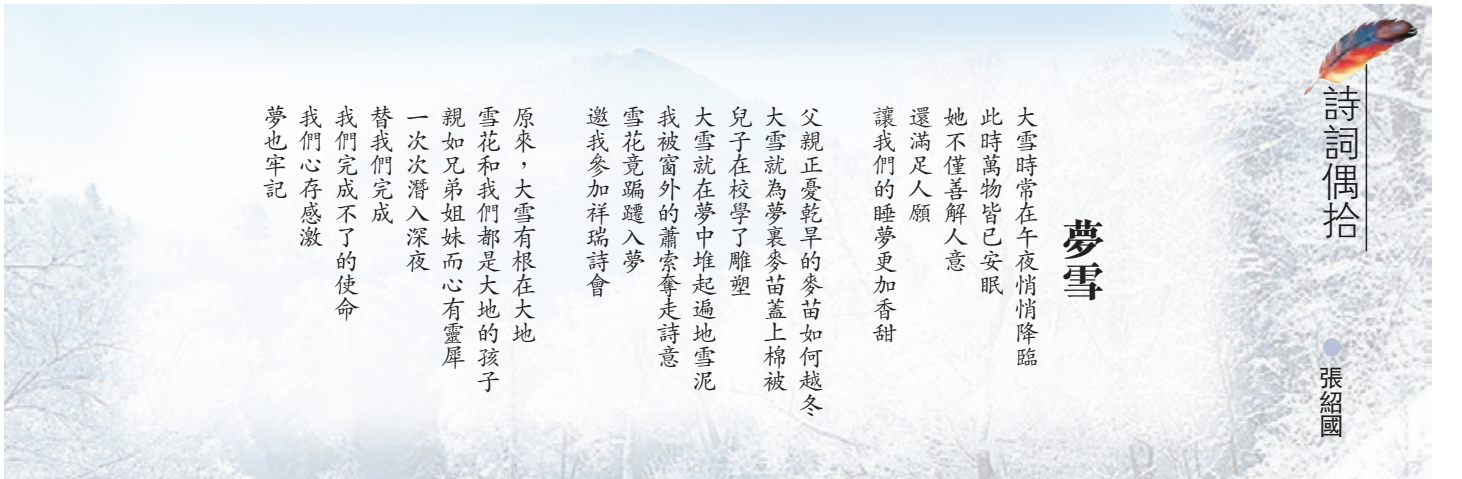 詩詞偶拾
張紹國
夢雪
大雪時常在午夜悄悄降臨
此時萬物皆已安眠
她不僅善解人意
還滿足人願
讓我們的睡夢更加香甜
父親正憂乾旱的麥苗如何越冬
大雪就為夢裏麥苗蓋上棉被
兒子在校學了雕塑
大雪就在夢中堆起遍地雪泥
我被窗外的蕭索奪走詩意
雪花竟蹁躚入夢
邀我參加祥瑞詩會
原來，大雪有根在大地
雪花和我們都是大地的孩子
親如兄弟姐妹而心有靈犀
一次次潛入深夜
替我們完成
我們完成不了的使命
我們心存感激
夢也牢記